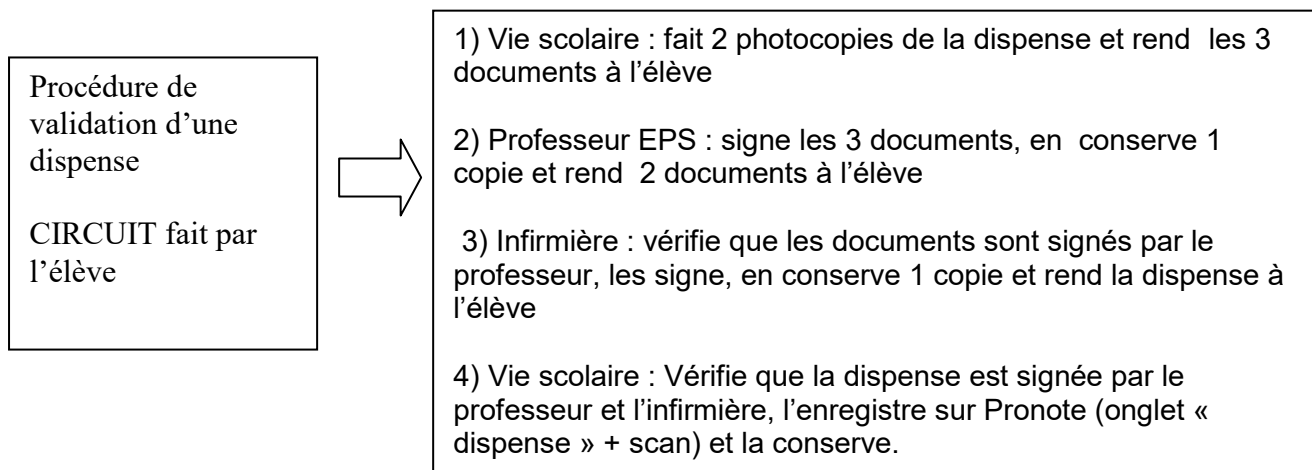 Procédure de
validation d’une
dispense
CIRCUIT fait par
l’élève
1) Vie scolaire : fait 2 photocopies de la dispense et rend les 3
documents à l’élève
2) Professeur EPS : signe les 3 documents, en conserve 1
copie et rend 2 documents à l’élève
3) Infirmière : vérifie que les documents sont signés par le
professeur, les signe, en conserve 1 copie et rend la dispense à
l’élève
4) Vie scolaire : Vérifie que la dispense est signée par le
professeur et l’infirmière, l’enregistre sur Pronote (onglet «
dispense » + scan) et la conserve.